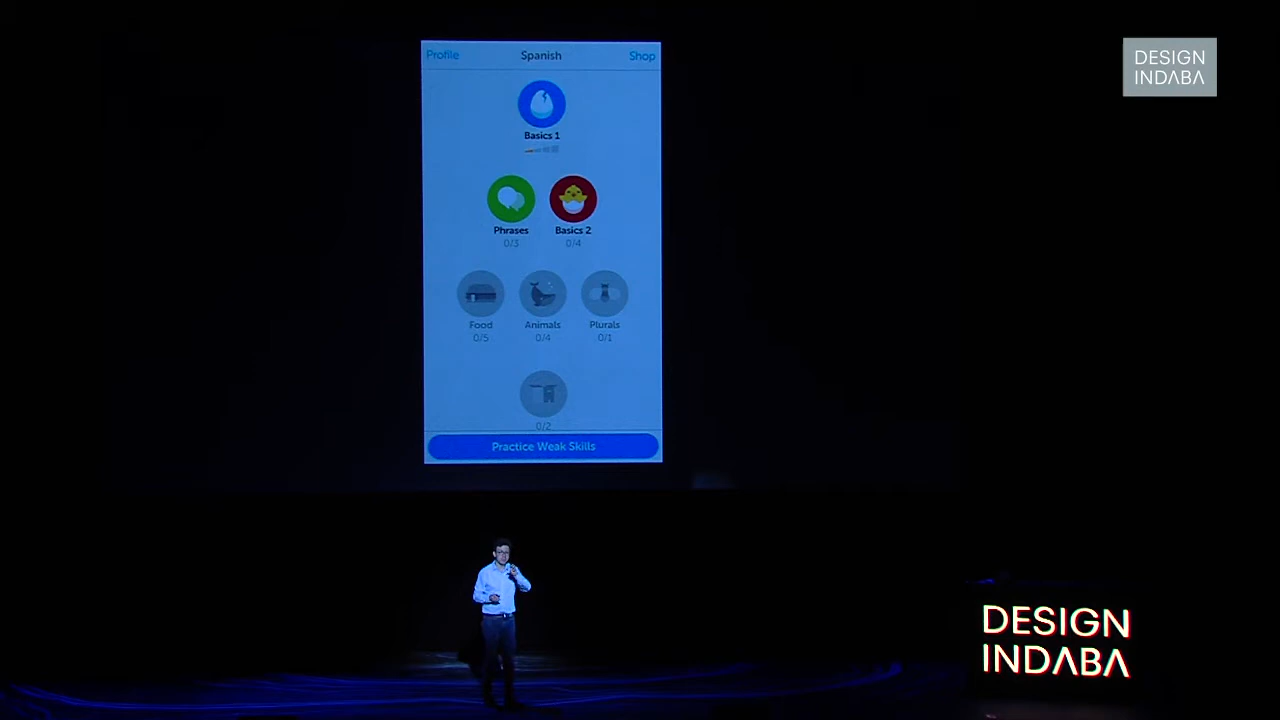 Profile
Spanish
Shop
Basics 1
Phrases
Basics 2
0/3
0/4
Food
Animals
Plurals
0/5
0/4
0/1
0/2
Practice Weak Skills
DESIGN
INDABA
DESIGN
INDABA